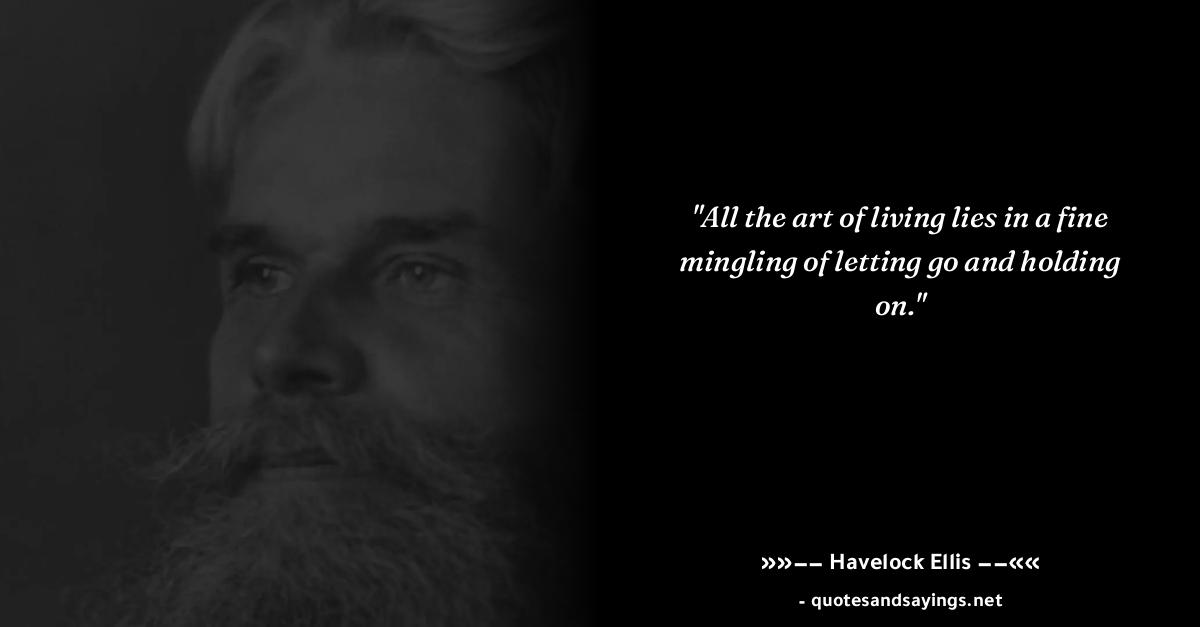 "All the art of living lies in a fine
mingling of letting go and holding
on."
»»–– Havelock Ellis ––««
- quotesandsayings.net